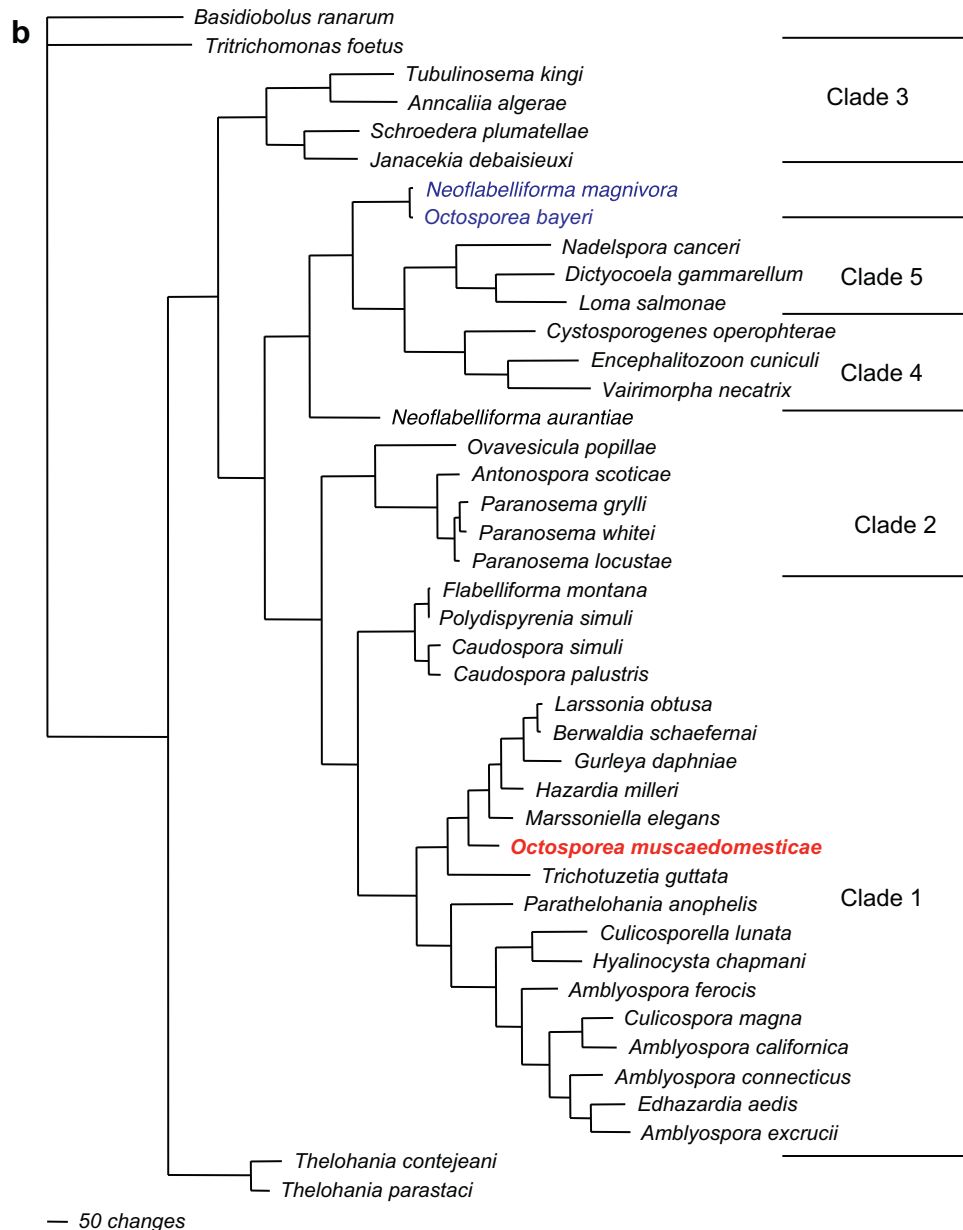 b
Basidiobolus ranarum
Tritrichomonas foetus
Tubulinosema kingi
Anncaliia algerae
Clade 3
Schroedera plumatellae
Janacekia debaisieuxi
Neoflabelliforma magnivora
Octosporea bayeri
Nadelspora canceri
Dictyocoela gammarellum
Clade 5
Loma salmonae
Cystosporogenes operophterae
Encephalitozoon cuniculi
Clade 4
Vairimorpha necatrix
Neoflabelliforma aurantiae
Ovavesicula popillae
Antonospora scoticae
Paranosema grylli
Clade 2
Paranosema whitei
Paranosema locustae
Flabelliforma montana
Polydispyrenia simuli
Caudospora simuli
Caudospora palustris
Larssonia obtusa
Berwaldia schaefernai
Gurleya daphniae
Hazardia milleri
Marssoniella elegans
Octosporea muscaedomesticae
Trichotuzetia guttata
Clade 1
Parathelohania anophelis
Culicosporella lunata
Hyalinocysta chapmani
Amblyospora ferocis
Culicospora magna
Amblyospora californica
Amblyospora connecticus
Edhazardia aedis
Amblyospora excrucii
Thelohania contejeani
Thelohania parastaci
50 changes